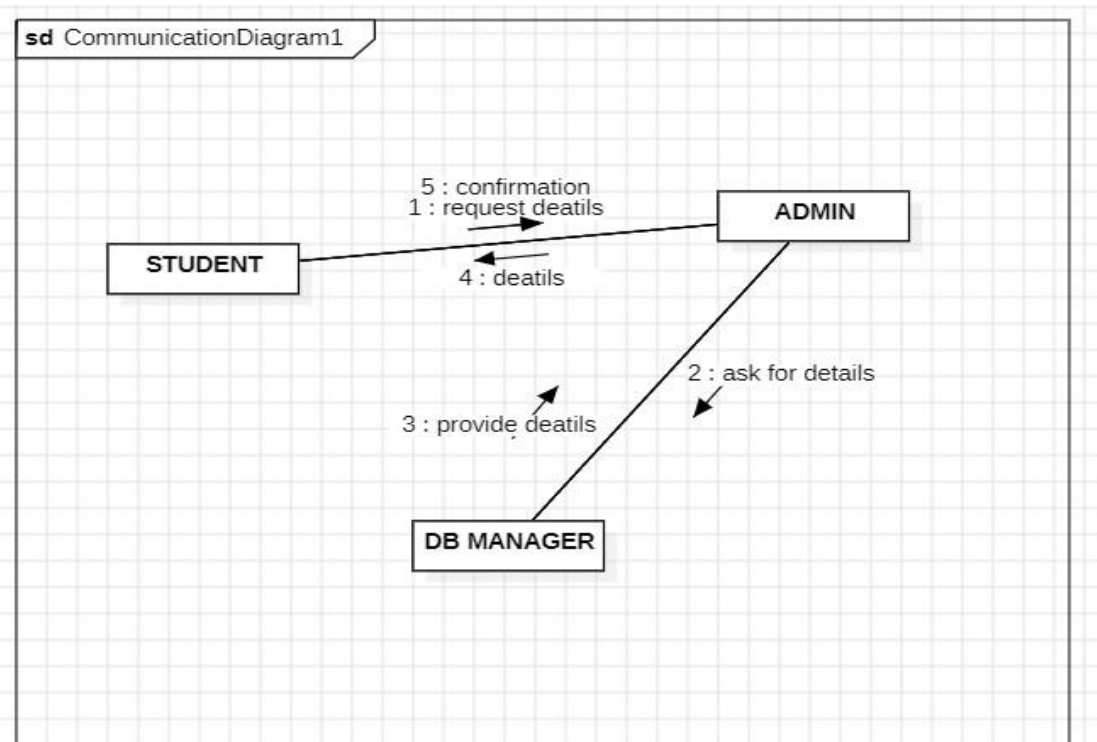 sd CommunicationDiagram1
5 : confirmation
1 : request deatils
ADMIN
STUDENT
4 : deatils
2 : ask for details
3 : provide deatils
DB MANAGER